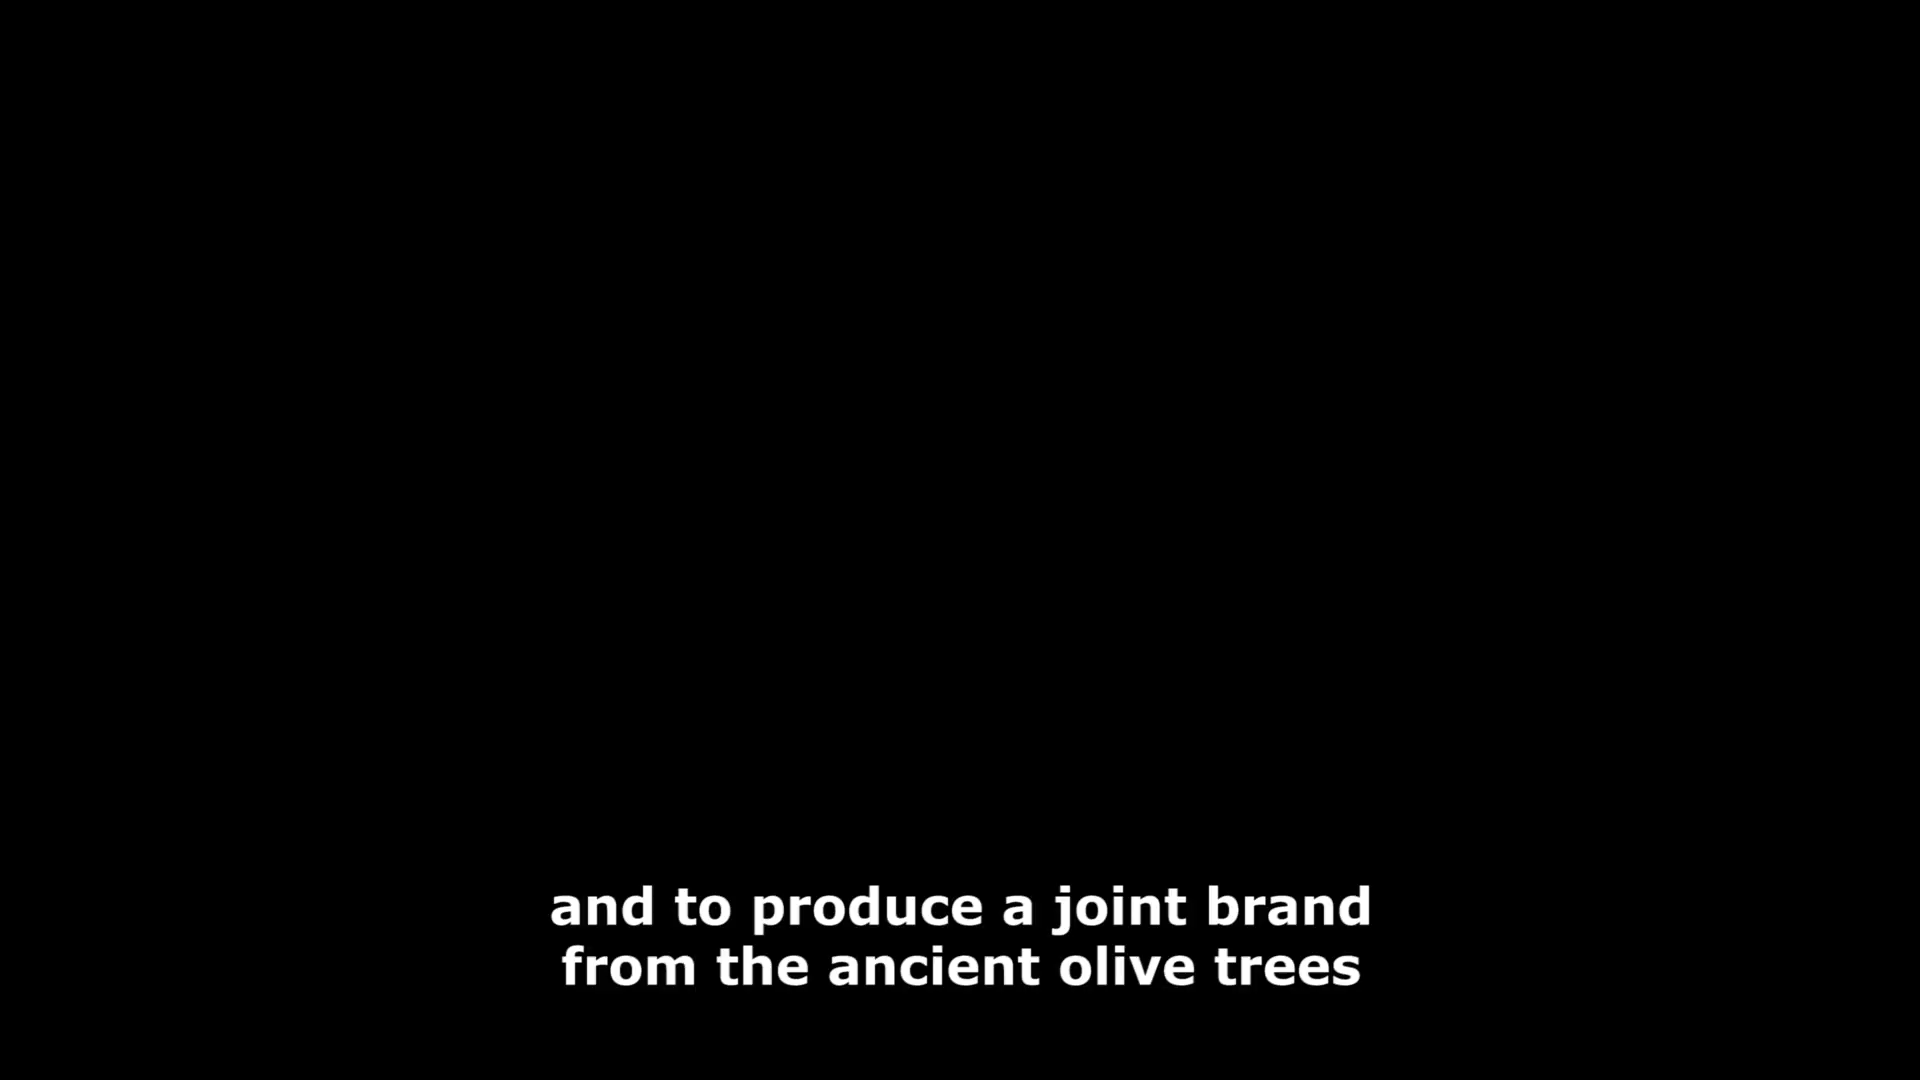 and to produce a joint brand
from the ancient olive trees